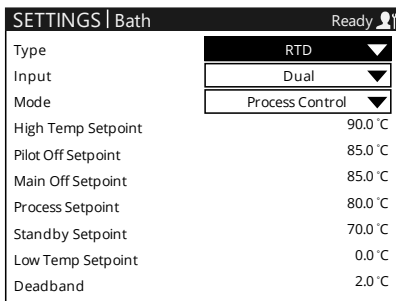 SETTINGS | Bath Ready
Type RTD
Input Dual
Mode Process Control
High Temp Setpoint 90.0 °C
Pilot Off Setpoint 85.0 °C
Main Off Setpoint 85.0 °C
Process Setpoint 80.0 °C
Standby Setpoint 70.0 °C
Low Temp Setpoint 0.0 °C
Deadband 2.0 °C